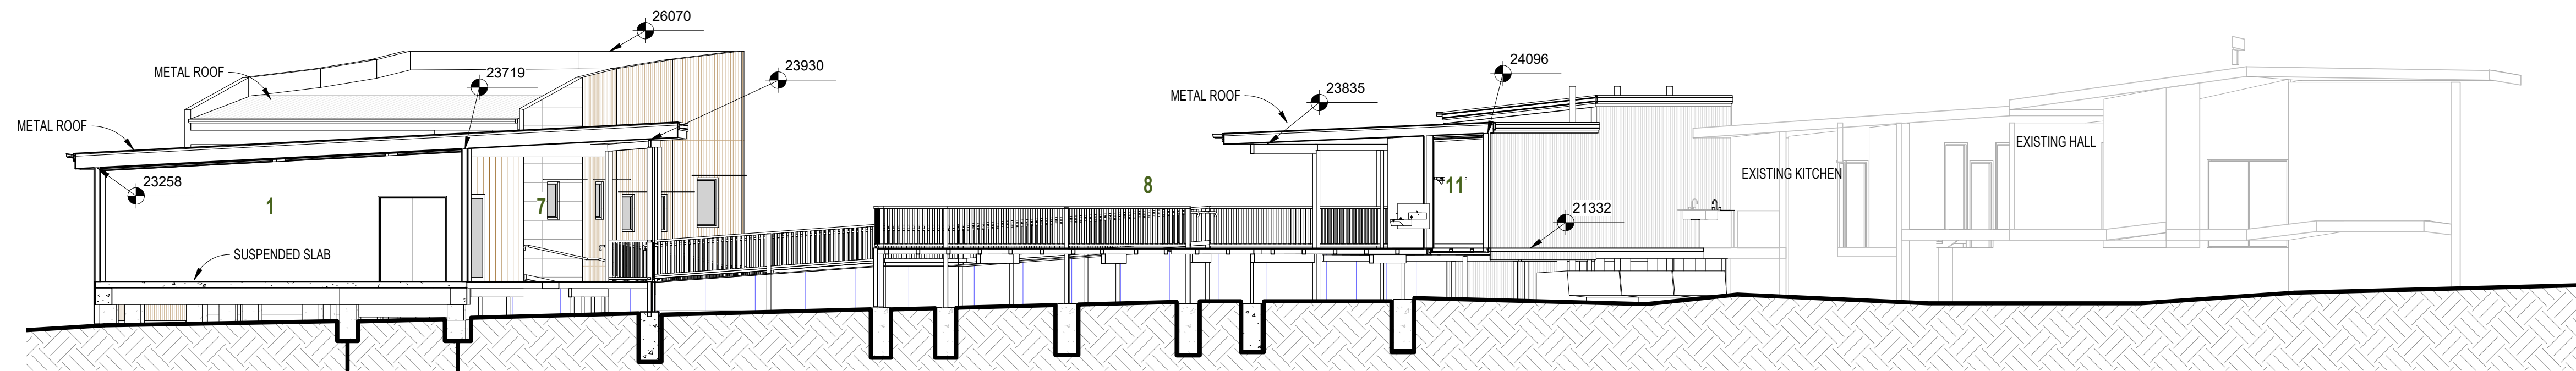 26070
METAL ROOF
23719
23930
METAL ROOF
23258
1
7
SUSPENDED SLAB
24096
METAL ROOF
23835
8
11
21332
EXISTING KITCHEN
EXISTING HALL